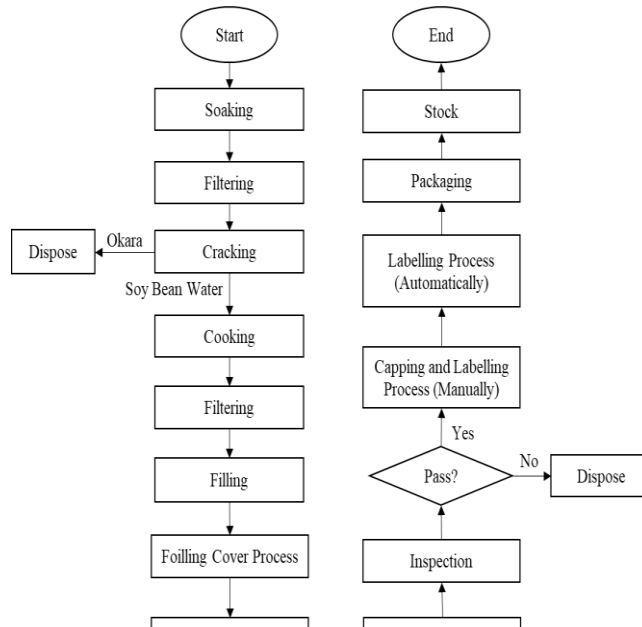 Start
Soaking
Filtering
Cracking
Okara
Dispose
Soy Bean Water
Cooking
Filtering
Filling
Foilling Cover Process
Inspection
Pass?
No
Dispose
Yes
Capping and Labelling
Process (Manually)
Labelling Process
(Automatically)
Packaging
Stock
End